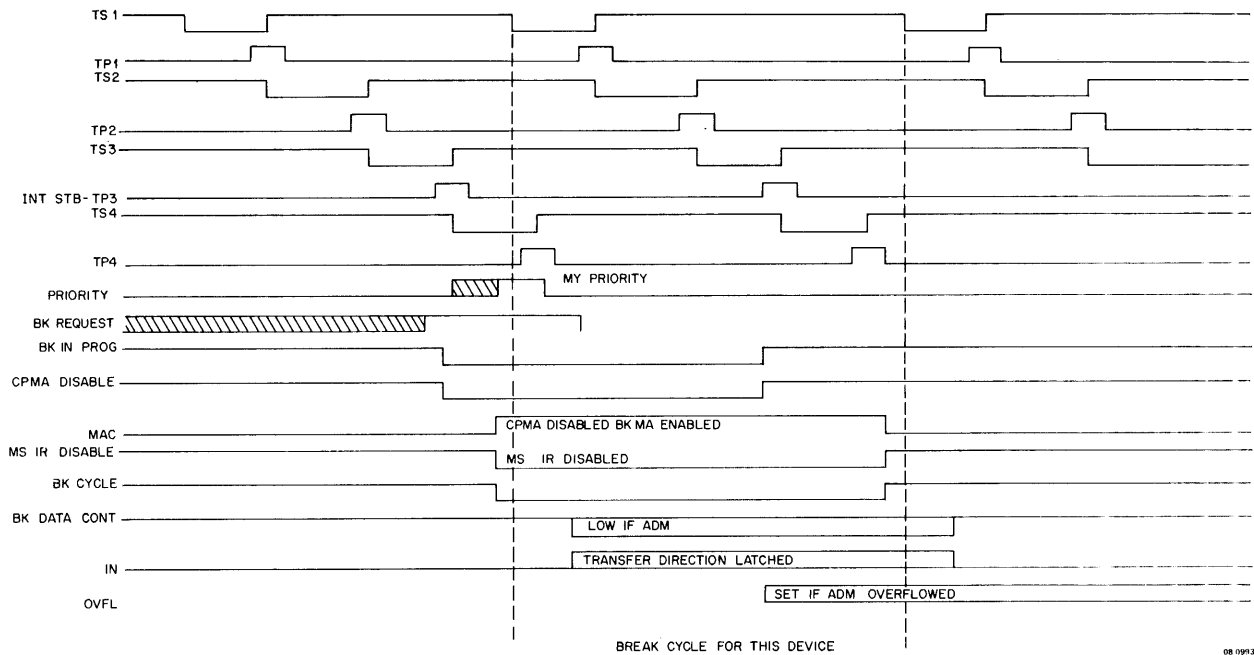 TS1
TP1
TS2
TP2
TS3
INT STB-TP3
TS4
TP4
MY PRIORITY
PRIORITY
BK REQUEST
BK IN PROG
CPMA DISABLE
CPMA DISABLED BK MA ENABLED
MAC
MS IR DISABLE
MS IR DISABLED
BK CYCLE
BK DATA CONT
LOW IF ADM
TRANSFER DIRECTION LATCHED
IN
SET IF ADM OVERFLOWED
OVFL
BREAK CYCLE FOR THIS DEVICE
08 0993